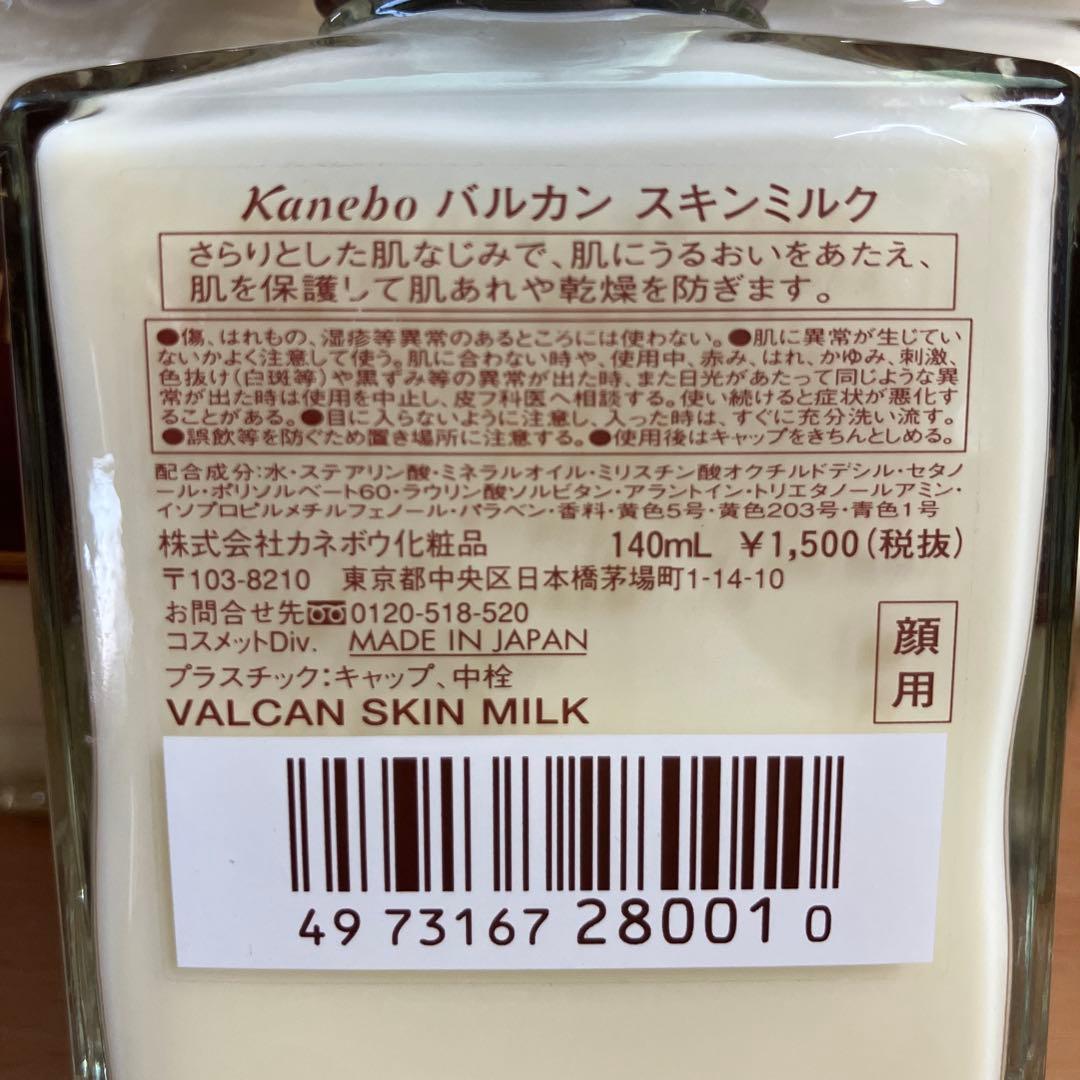 Kanebo バルカン スキンミルク
さらりとした肌なじみで、肌にうるおいをあたえ、
肌を保護して肌あれや乾燥を防ぎます。
●傷、はれもの、湿疹等異常のあるところには使わない。●肌に異常が生じてい
ないかよく注意して使う。肌に合わない時や、使用中、赤み、はれ、かゆみ、刺激、
色抜け(白斑等)や黒ずみ等の異常が出た時、また日光があたって同じような異
常が出た時は使用を中止し、皮フ科医へ相談する。使い続けると症状が悪化す
ることがある。●目に入らないように注意し、入った時は、すぐに充分洗い流す。
●誤飲等を防ぐため置き場所に注意する。●使用後はキャップをきちんとしめる。
配合成分:水・ステアリン酸・ミネラルオイル・ミリスチン酸オクチルドデシル・セタノ
ール・ポリソルベート60・ラウリン酸ソルビタン・アラントイン・トリエタノールアミン・
イソプロピルメチルフェノール・パラベン・香料・黄色5号・黄色203号・青色1号
株式会社カネボウ化粧品 140mL ￥1,500(税抜)
〒103-8210 東京都中央区日本橋茅場町1-14-10
お問合せ先 0120-518-520
コスメットDiv. MADE IN JAPAN
プラスチック:キャップ、中栓
VALCAN SKIN MILK
顔用
49 73167 28001 0